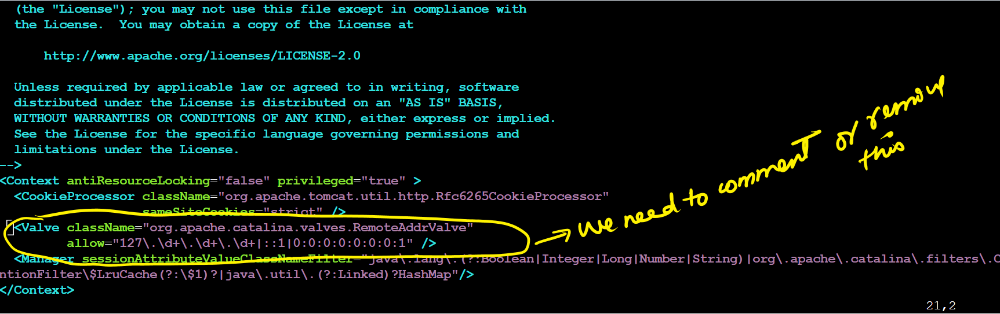 (the "License"); you may not use this file except in compliance with
the License.  You may obtain a copy of the License at
http://www.apache.org/licenses/LICENSE-2.0
Unless required by applicable law or agreed to in writing, software
distributed under the License is distributed on an "AS IS" BASIS,
WITHOUT WARRANTIES OR CONDITIONS OF ANY KIND, either express or implied.
See the License for the specific language governing permissions and
limitations under the License.
-->
<Context antiResourceLocking="false" privileged="true" >
<CookieProcessor className="org.apache.tomcat.util.http.Rfc6265CookieProcessor"
sameSiteCookies="strict" />
<Valve className="org.apache.catalina.valves.RemoteAddrValve"
allow="127\.\d+\.\d+\.\d+|::1|0:0:0:0:0:0:0:1" />
<Manager sessionAttributeValueClassNameFilter="java\.lang\.(?:Boolean|Integer|Long|Number|String)|org\.apache\.catalina\.filters\.C
ntionFilter\$LruCache(?:\$1)?|java\.util\.(?:Linked)?HashMap"/>
</Context>
21,2
We need to comment or remove
this